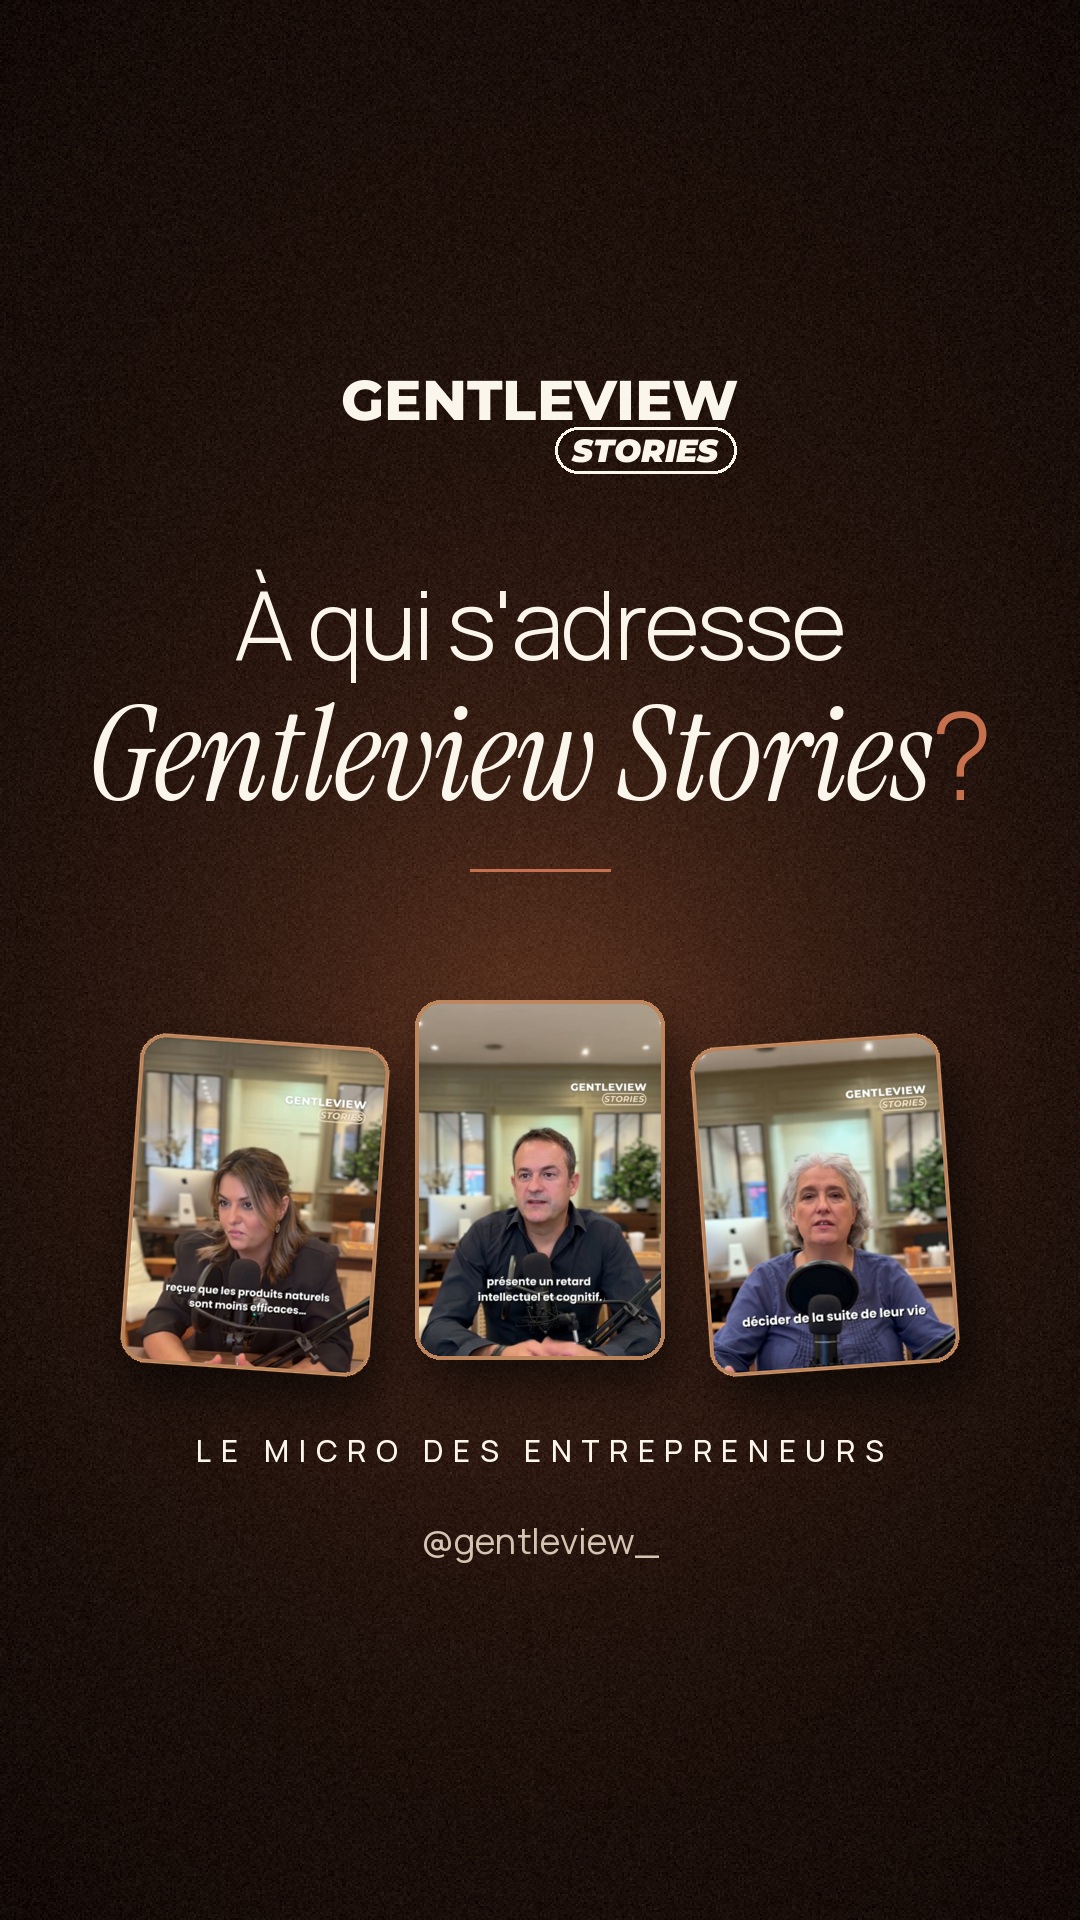 GENTLEVIEW
STORIES
À qui s'adresse
Gentleview Stories?
GENTLEVIEW
STORIES
reçue que les produits naturels
sont moins efficaces...
GENTLEVIEW
STORIES
présente un retard
intellectuel et cognitif.
GENTLEVIEW
STORIES
décider de la suite de leur vie
LE MICRO DES ENTREPRENEURS
@gentleview_